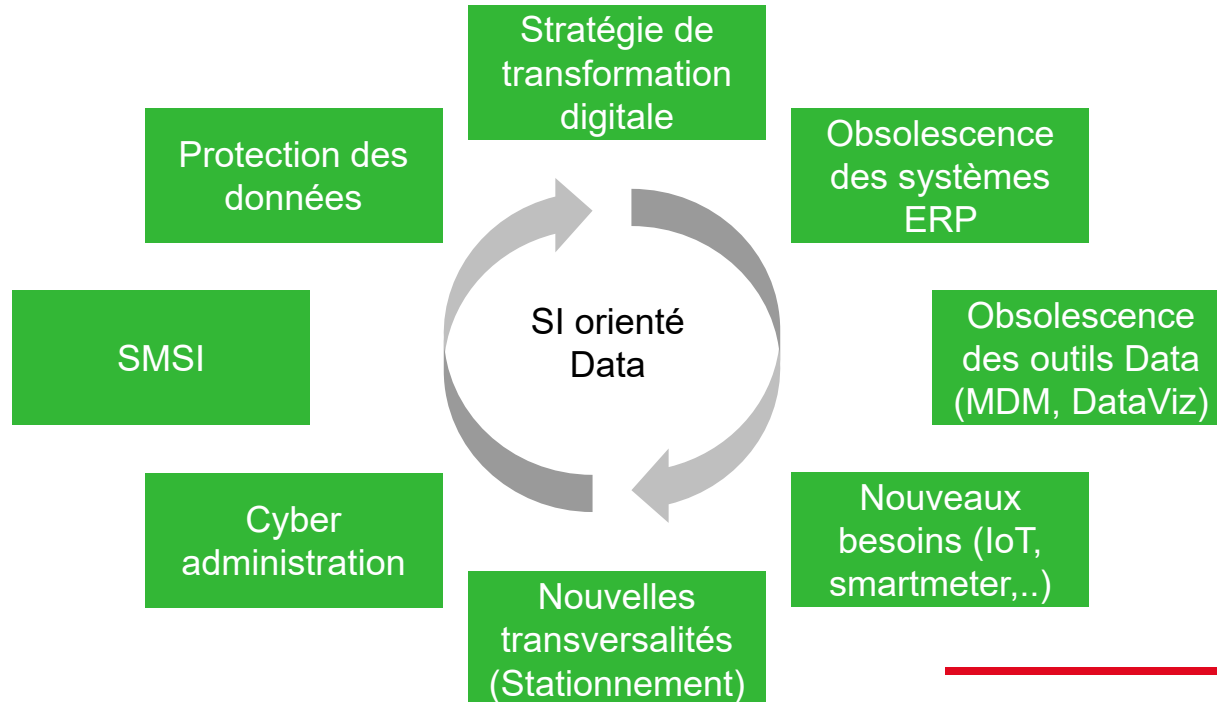 Stratégie de
transformation
digitale
Obsolescence
des systèmes
ERP
Obsolescence
des outils Data
(MDM, DataViz)
Nouveaux
besoins (IoT,
smartmeter,..)
Nouvelles
transversalités
(Stationnement)
Cyber
administration
SMSI
Protection des
données
SI orienté
Data